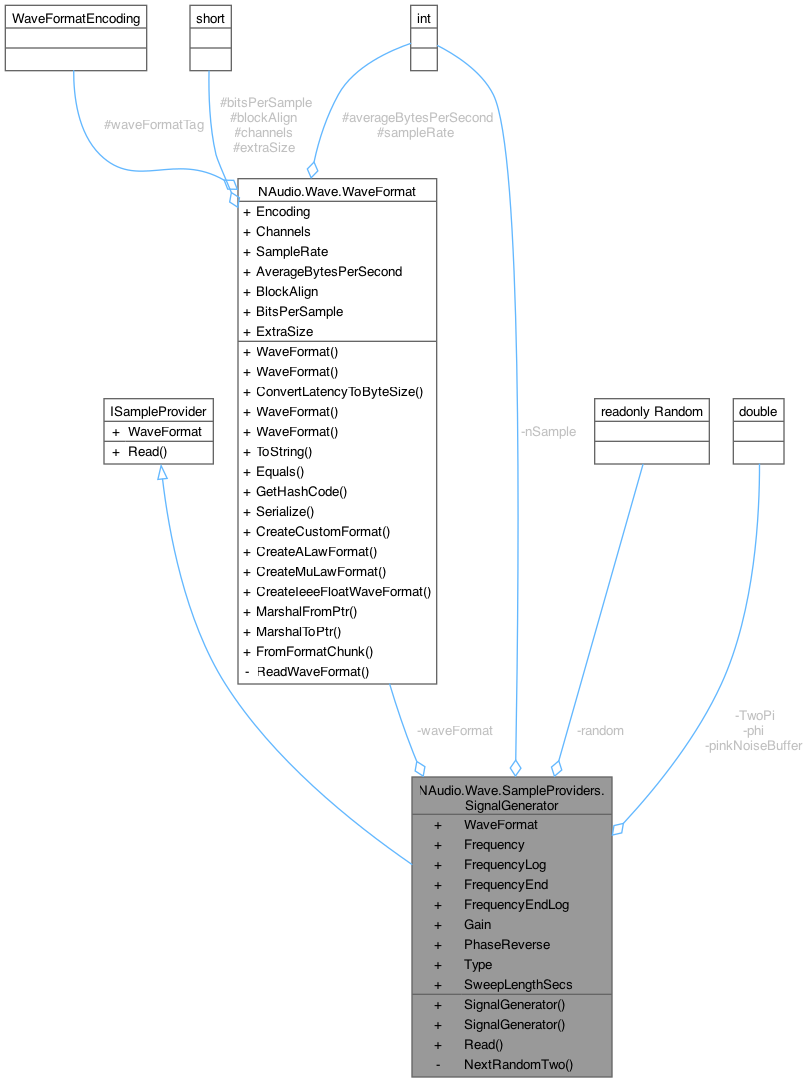 WaveFormatEncoding
short
int
#waveFormatTag
#bitsPerSample
#blockAlign
#channels
#extraSize
#averageBytesPerSecond
#sampleRate
NAudio.Wave.WaveFormat
+ Encoding
+ Channels
+ SampleRate
+ AverageBytesPerSecond
+ BlockAlign
+ BitsPerSample
+ ExtraSize
+ WaveFormat()
+ WaveFormat()
+ ConvertLatencyToByteSize()
+ WaveFormat()
+ WaveFormat()
+ ToString()
+ Equals()
+ GetHashCode()
+ Serialize()
+ CreateCustomFormat()
+ CreateALawFormat()
+ CreateMuLawFormat()
+ CreateIeeeFloatWaveFormat()
+ MarshalFromPtr()
+ MarshalToPtr()
+ FromFormatChunk()
- ReadWaveFormat()
ISampleProvider
+ WaveFormat
+ Read()
-nSample
readonly Random
double
-waveFormat
-random
-TwoPi
-phi
-pinkNoiseBuffer
NAudio.Wave.SampleProviders.
SignalGenerator
+ WaveFormat
+ Frequency
+ FrequencyLog
+ FrequencyEnd
+ FrequencyEndLog
+ Gain
+ PhaseReverse
+ Type
+ SweepLengthSecs
+ SignalGenerator()
+ SignalGenerator()
+ Read()
- NextRandomTwo()